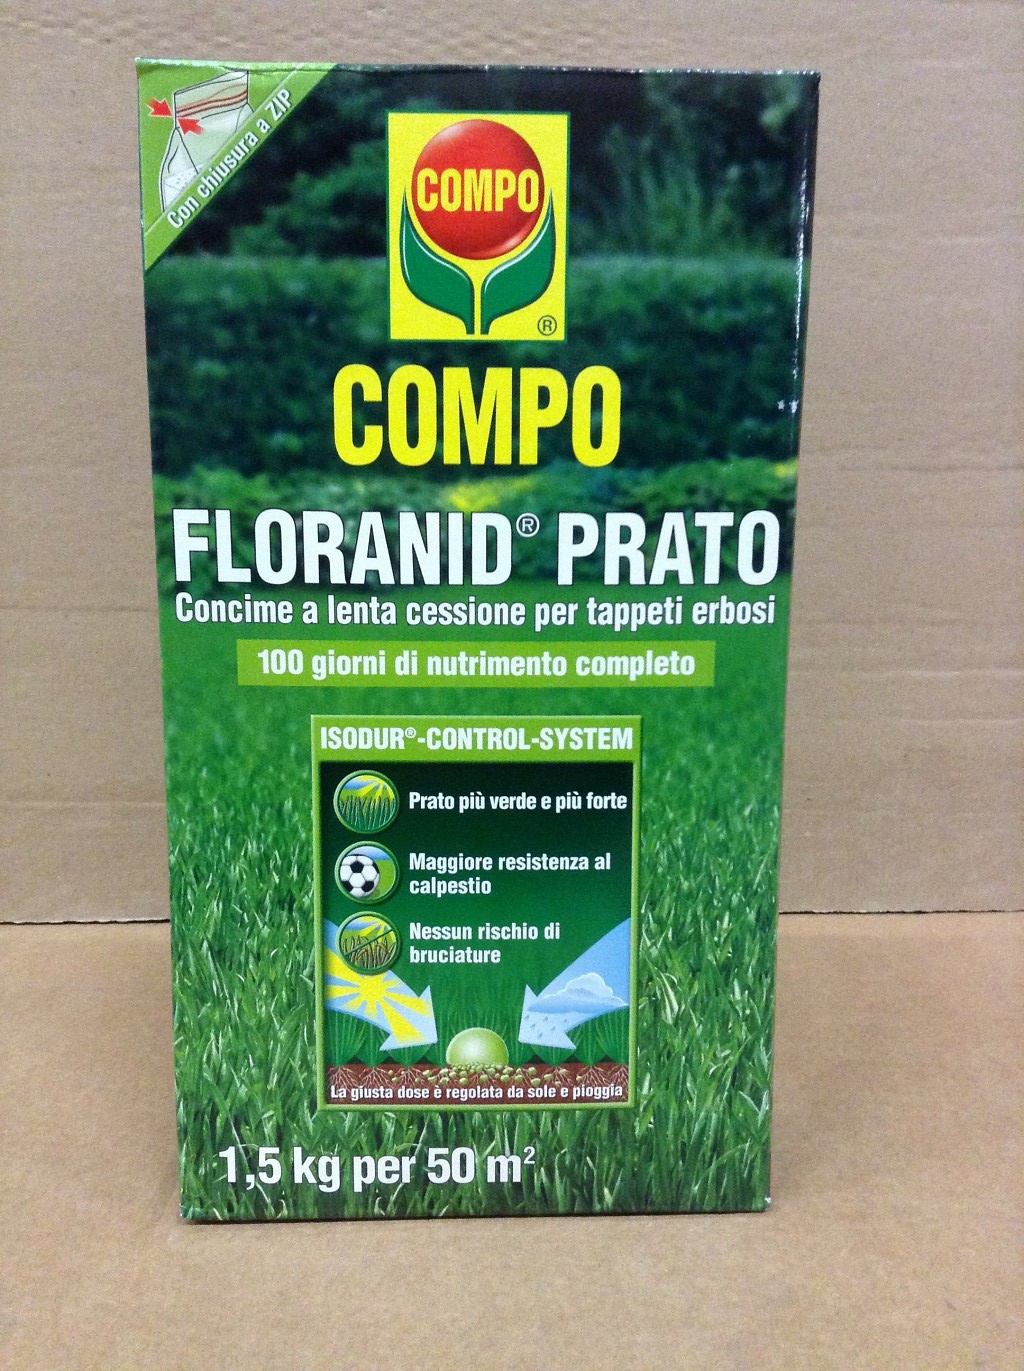 Con chiusura a ZIP
COMPO
®
COMPO
FLORANID® PRATO
Concime a lenta cessione per tappeti erbosi
100 giorni di nutrimento completo
ISODUR®-CONTROL-SYSTEM
Prato più verde e più forte
Maggiore resistenza al
calpestio
Nessun rischio di
bruciature
La giusta dose è regolata da sole e pioggia
1,5 kg per 50 m²